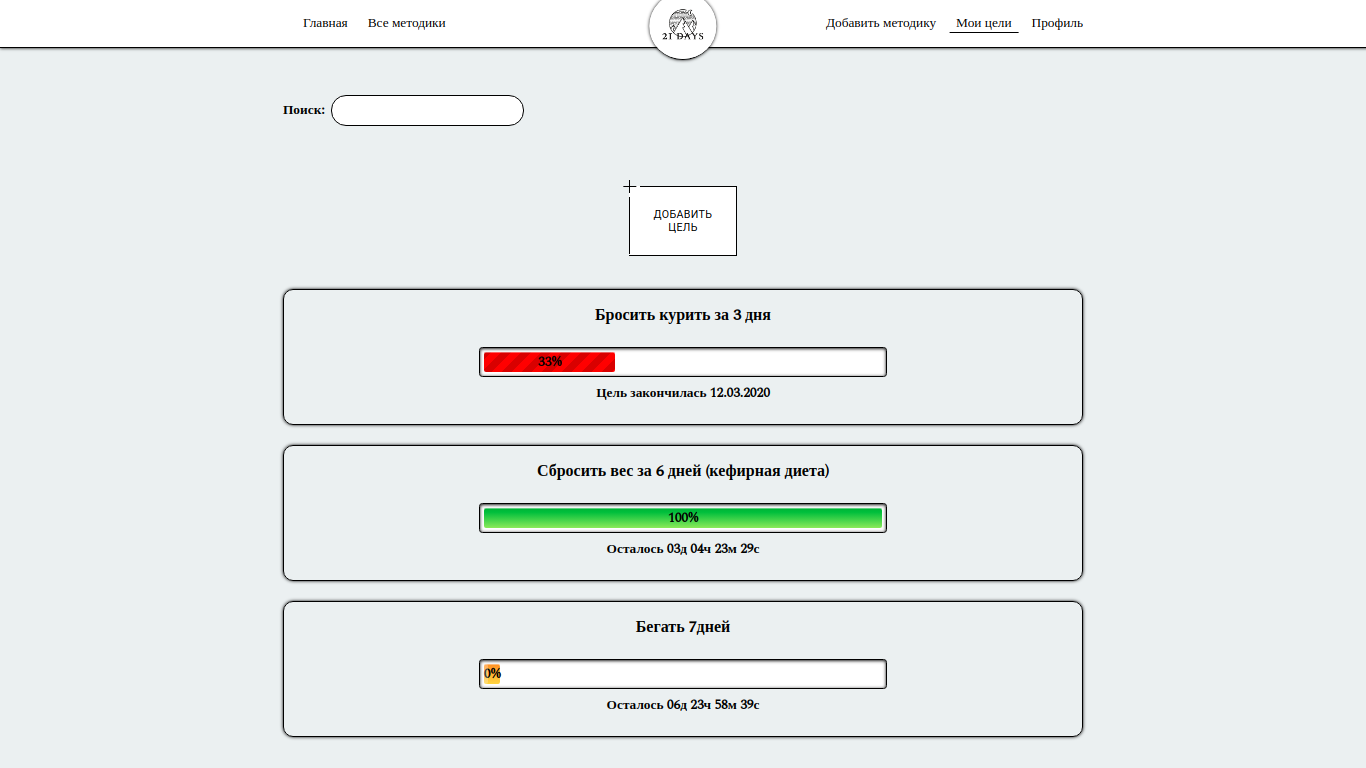 Главная
Все методики
21 DAYS
Добавить методику
Мои цели
Профиль
Поиск:
ДОБАВИТЬ
ЦЕЛЬ
Бросить курить за 3 дня
33%
Цель закончилась 12.03.2020
Сбросить вес за 6 дней (кефирная диета)
100%
Осталось 03д 04ч 23м 29с
Бегать 7дней
0%
Осталось 06д 23ч 58м 39с